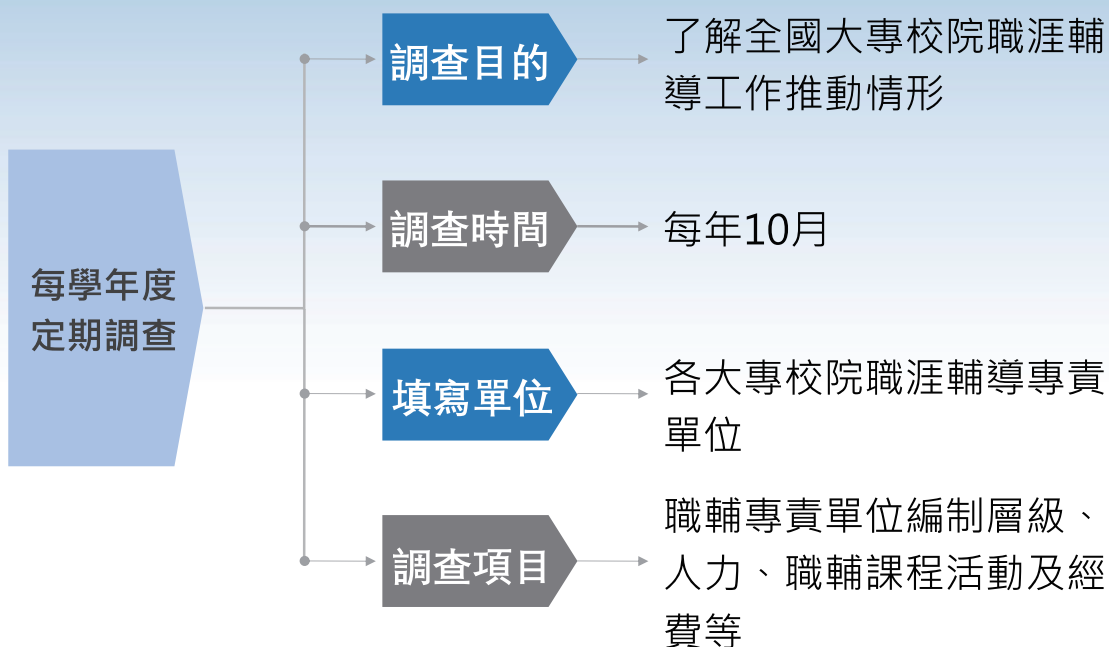 每學年度
定期調查
調查目的
了解全國大專校院職涯輔
導工作推動情形
調查時間
每年10月
填寫單位
各大專校院職涯輔導專責
單位
調查項目
職輔專責單位編制層級、
人力、職輔課程活動及經
費等